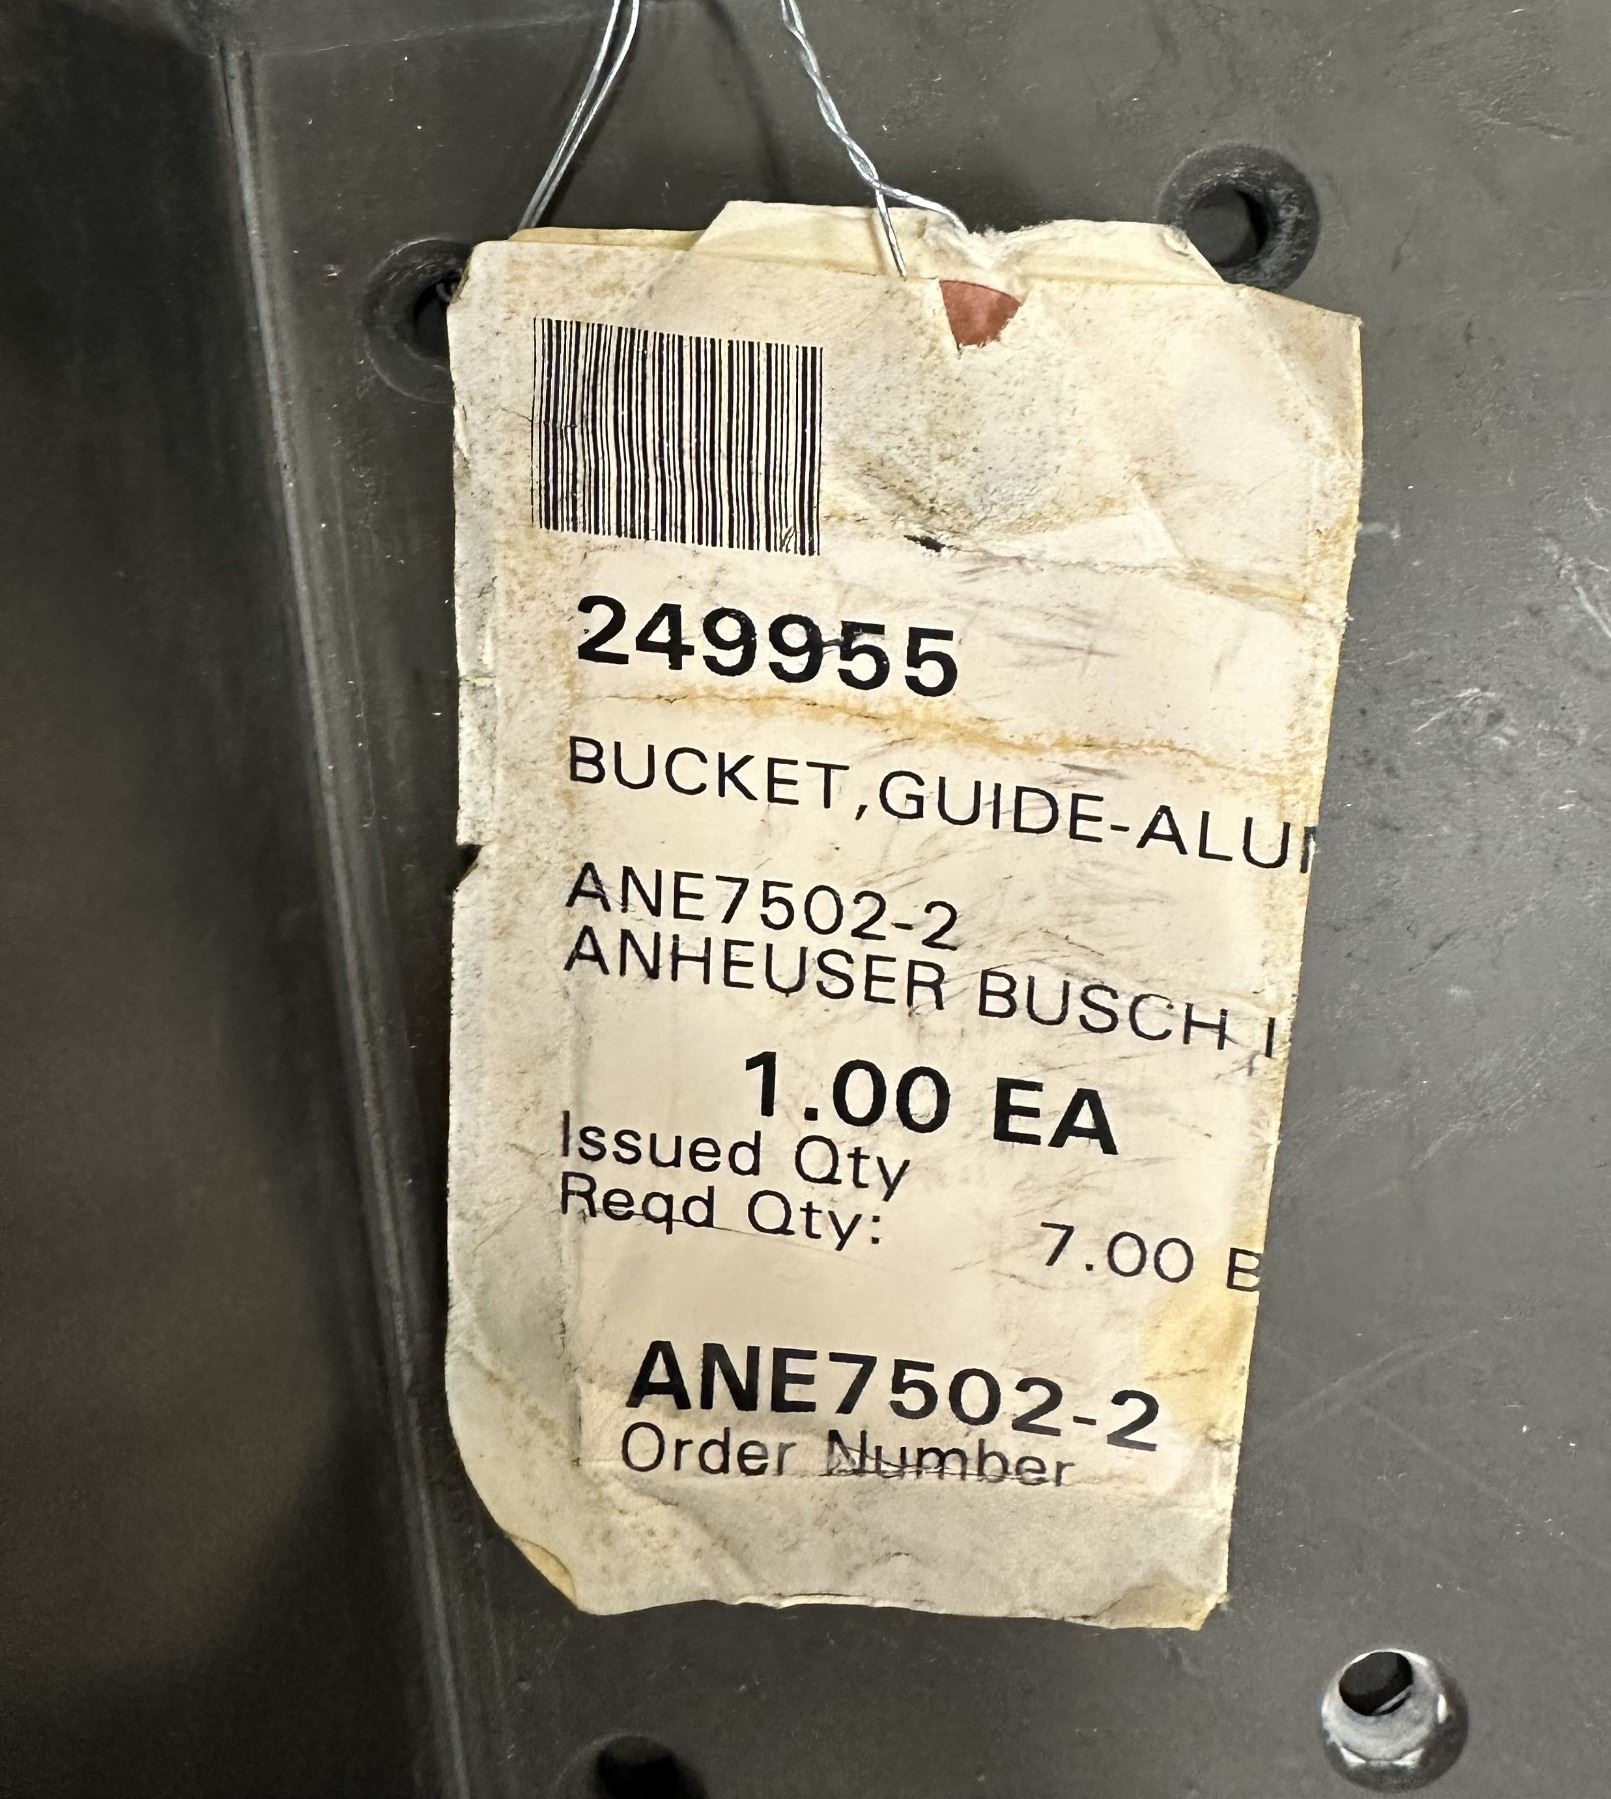 249955
BUCKET,GUIDE-ALU
ANE7502-2
ANHEUSER BUSCH I
1.00 EA
Issued Qty
Reqd Qty: 7.00 B
ANE7502-2
Order Number